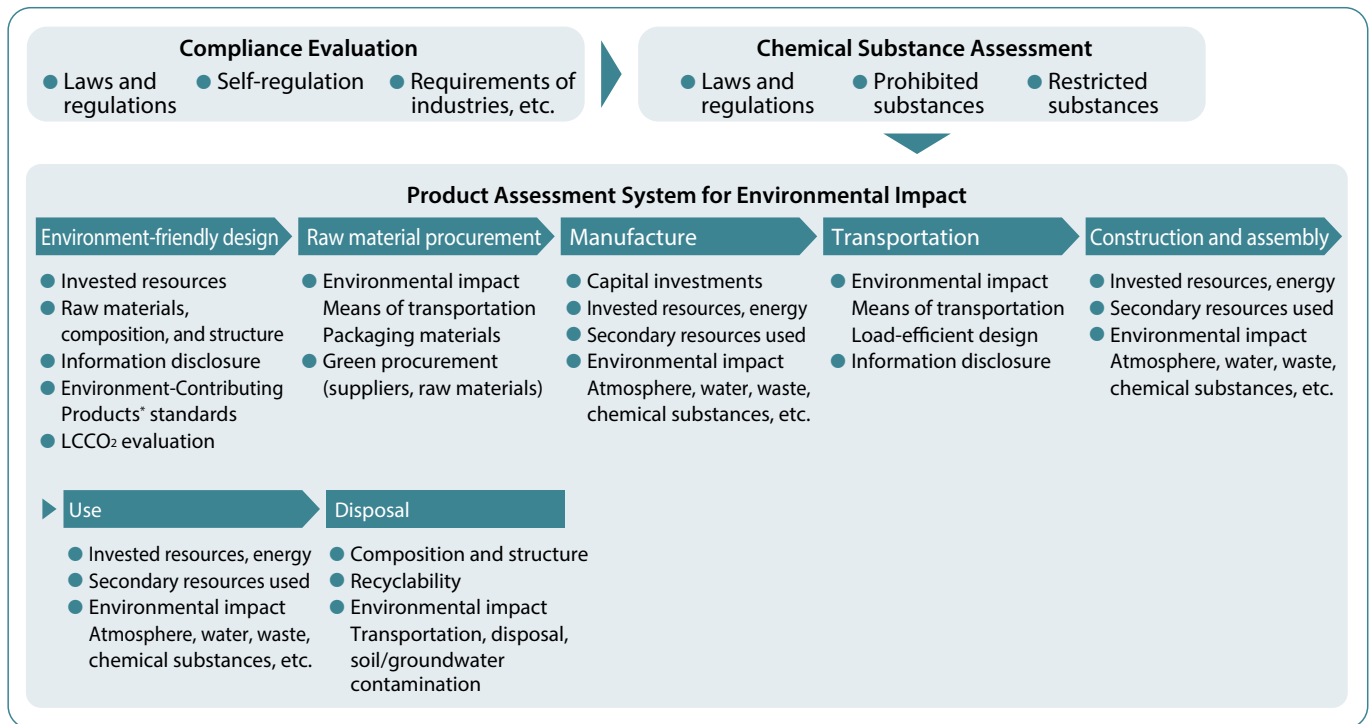 Compliance Evaluation
● Laws and
regulations
● Self-regulation
● Requirements of
industries, etc.
Chemical Substance Assessment
● Laws and
regulations
● Prohibited
substances
● Restricted
substances
Product Assessment System for Environmental Impact
Environment-friendly design
● Invested resources
● Raw materials,
composition, and structure
● Information disclosure
● Environment-Contributing
Products* standards
● LCCO₂ evaluation
Raw material procurement
● Environmental impact
Means of transportation
Packaging materials
● Green procurement
(suppliers, raw materials)
Manufacture
● Capital investments
● Invested resources, energy
● Secondary resources used
● Environmental impact
Atmosphere, water, waste,
chemical substances, etc.
Transportation
● Environmental impact
Means of transportation
Load-efficient design
● Information disclosure
Construction and assembly
● Invested resources, energy
● Secondary resources used
● Environmental impact
Atmosphere, water, waste,
chemical substances, etc.
Use
● Invested resources, energy
● Secondary resources used
● Environmental impact
Atmosphere, water, waste,
chemical substances, etc.
Disposal
● Composition and structure
● Recyclability
● Environmental impact
Transportation, disposal,
soil/groundwater
contamination